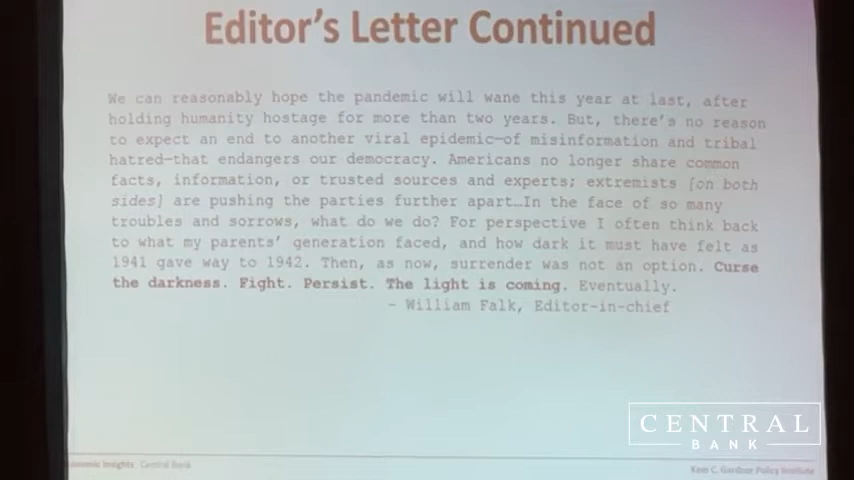 Editor's Letter Continued
We can reasonably hope the pandemic will wane this year at last, after
holding humanity hostage for more than two years. But, there's no reason
to expect an end to another viral epidemic—of misinformation and tribal
hatred—that endangers our democracy. Americans no longer share common
facts, information, or trusted sources and experts; extremists [on both
sides] are pushing the parties further apart…In the face of so many
troubles and sorrows, what do we do? For perspective I often think back
to what my parents' generation faced, and how dark it must have felt as
1941 gave way to 1942. Then, as now, surrender was not an option. Curse
the darkness. Fight. Persist. The light is coming. Eventually.
- William Falk, Editor-in-chief
CENTRAL
BANK
Insights Central Bank
Kem C. Gardner Policy Institute